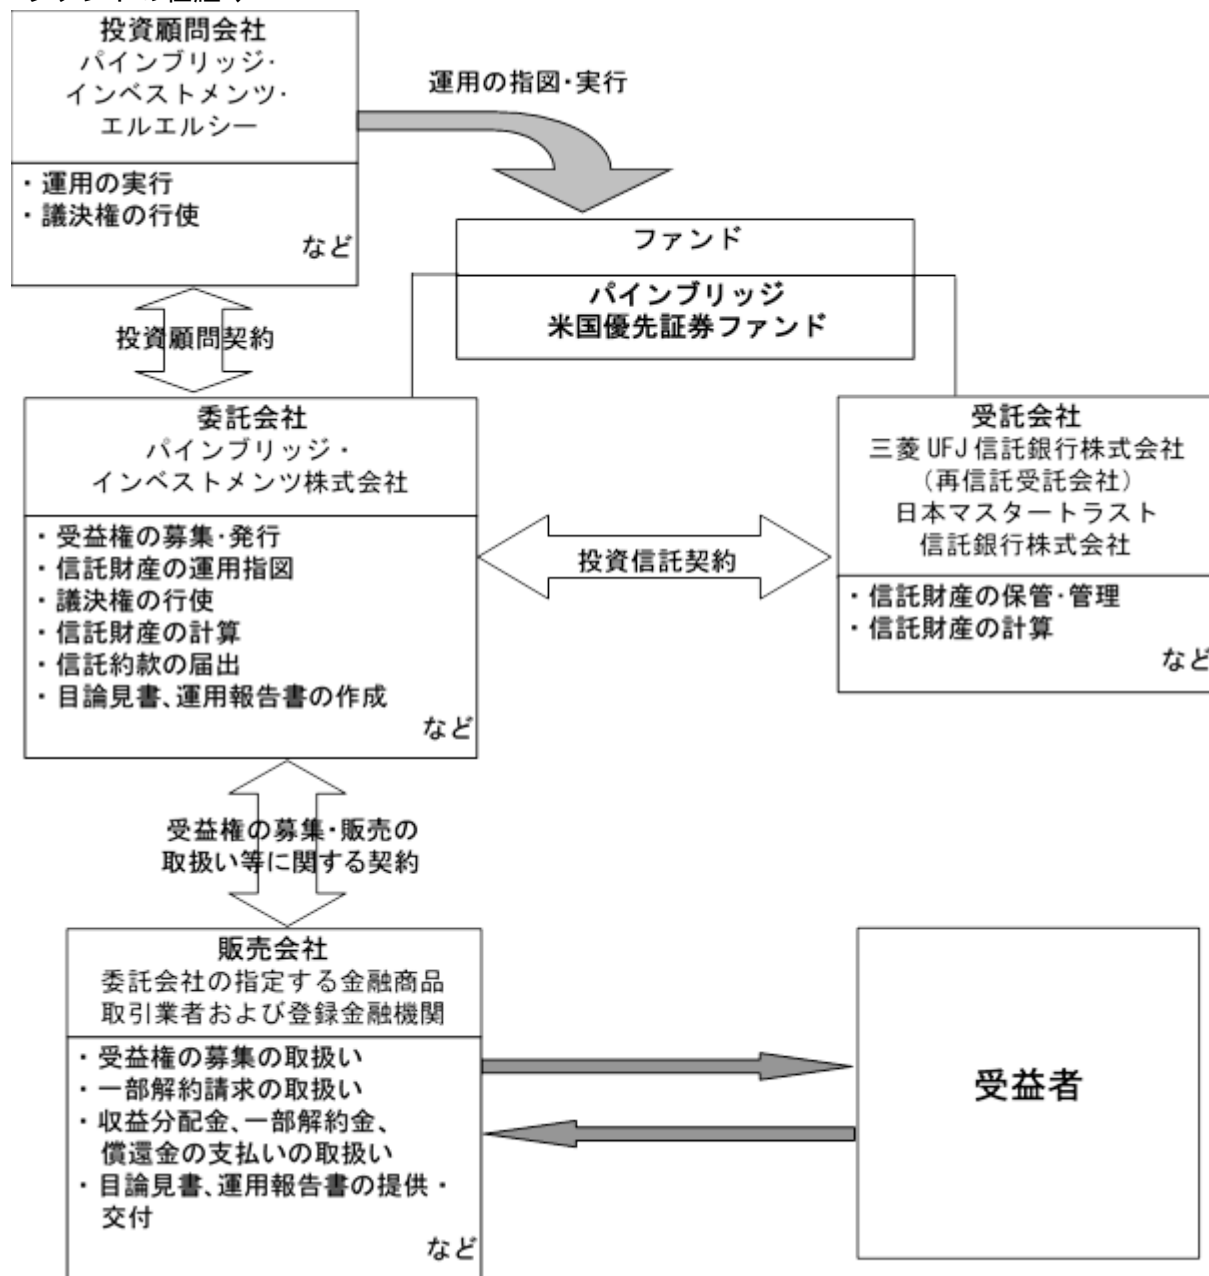 投資顧問会社
パインブリッジ・
インベストメンツ・
エルエルシー
・運用の実行
・議決権の行使
など
運用の指図・実行
ファンド
パインブリッジ
米国優先証券ファンド
投資顧問契約
委託会社
パインブリッジ・
インベストメンツ株式会社
・受益権の募集・発行
・信託財産の運用指図
・議決権の行使
・信託財産の計算
・信託約款の届出
・目論見書、運用報告書の作成
など
投資信託契約
受託会社
三菱UFJ信託銀行株式会社
(再信託受託会社)
日本マスタートラスト
信託銀行株式会社
・信託財産の保管・管理
・信託財産の計算
など
受益権の募集・販売の
取扱い等に関する契約
販売会社
委託会社の指定する金融商品
取引業者および登録金融機関
・受益権の募集の取扱い
・一部解約請求の取扱い
・収益分配金、一部解約金、
償還金の支払いの取扱い
・目論見書、運用報告書の提供・
交付
など
受益者